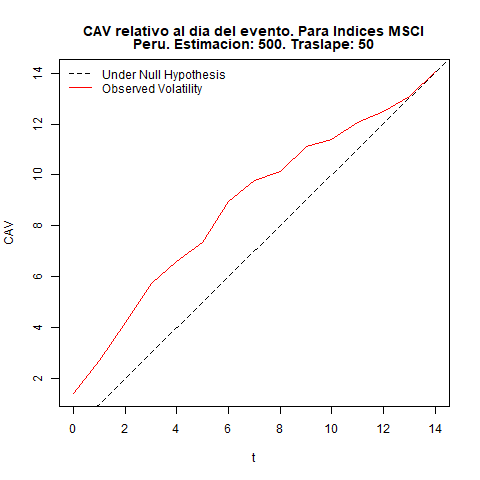 CAV relativo al dia del evento. Para Indices MSCI
Peru. Estimacion: 500. Traslape: 50
Under Null Hypothesis
Observed Volatility
CAV
14
12
10
8
6
4
2
0 2 4 6 8 10 12 14
t